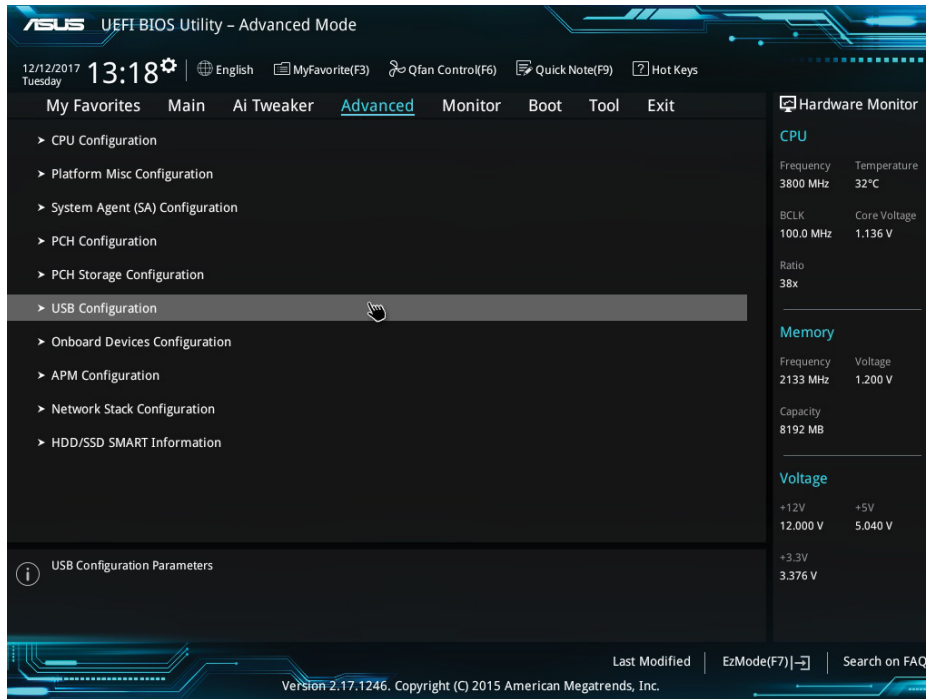 ASUS UEFI BIOS Utility – Advanced Mode
12/12/2017 Tuesday 13:18 English MyFavorite(F3) Qfan Control(F6) Quick Note(F9) ? Hot Keys
My Favorites Main Ai Tweaker Advanced Monitor Boot Tool Exit
CPU Configuration
Platform Misc Configuration
System Agent (SA) Configuration
PCH Configuration
PCH Storage Configuration
USB Configuration
Onboard Devices Configuration
APM Configuration
Network Stack Configuration
HDD/SSD SMART Information
USB Configuration Parameters
Hardware Monitor
CPU
Frequency Temperature
3800 MHz 32°C
BCLK Core Voltage
100.0 MHz 1.136 V
Ratio
38x
Memory
Frequency Voltage
2133 MHz 1.200 V
Capacity
8192 MB
Voltage
+12V +5V
12.000 V 5.040 V
+3.3V
3.376 V
Last Modified EzMode(F7) Search on FAQ
Version 2.17.1246. Copyright (C) 2015 American Megatrends, Inc.